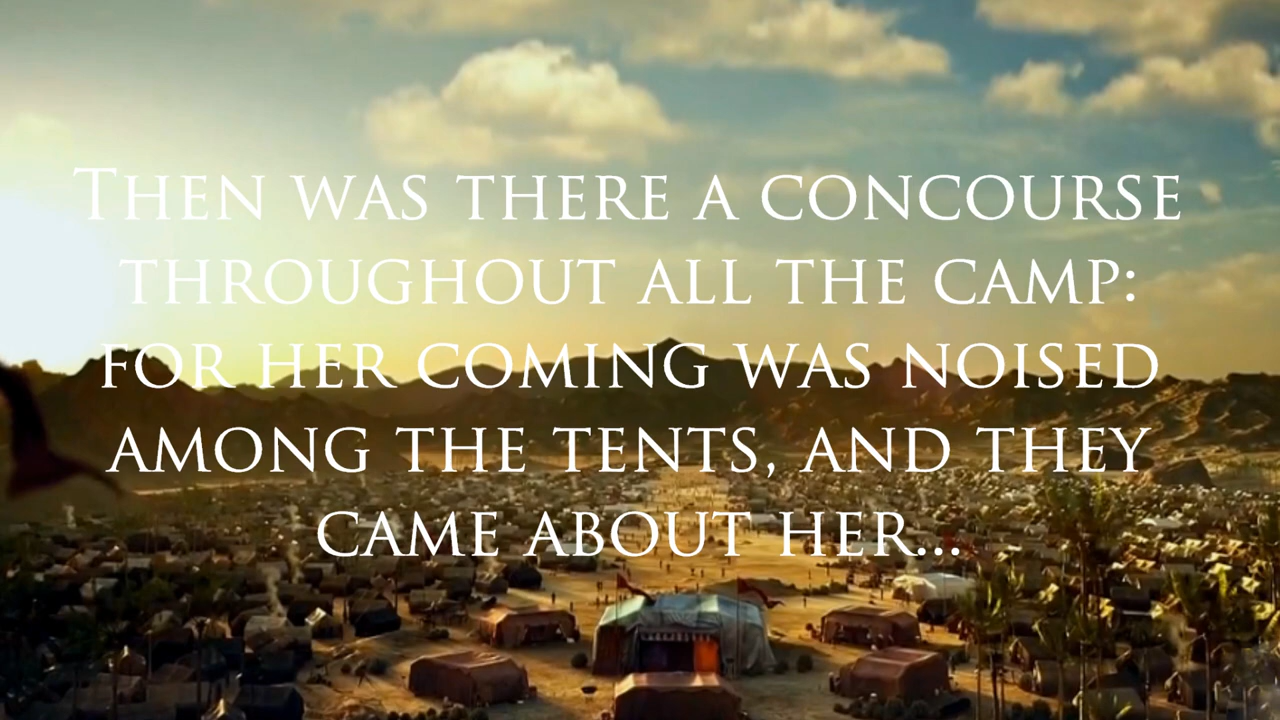 Then was there a concourse
throughout all the camp:
for her coming was noised
among the tents, and they
came about her...